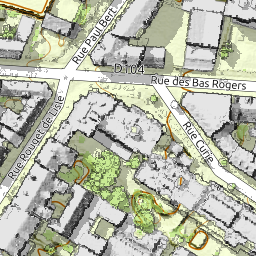 Rue Paul Bert
D 104
Rue des Bas Rogers
Rue Curie
Rue Rouget de Lisle